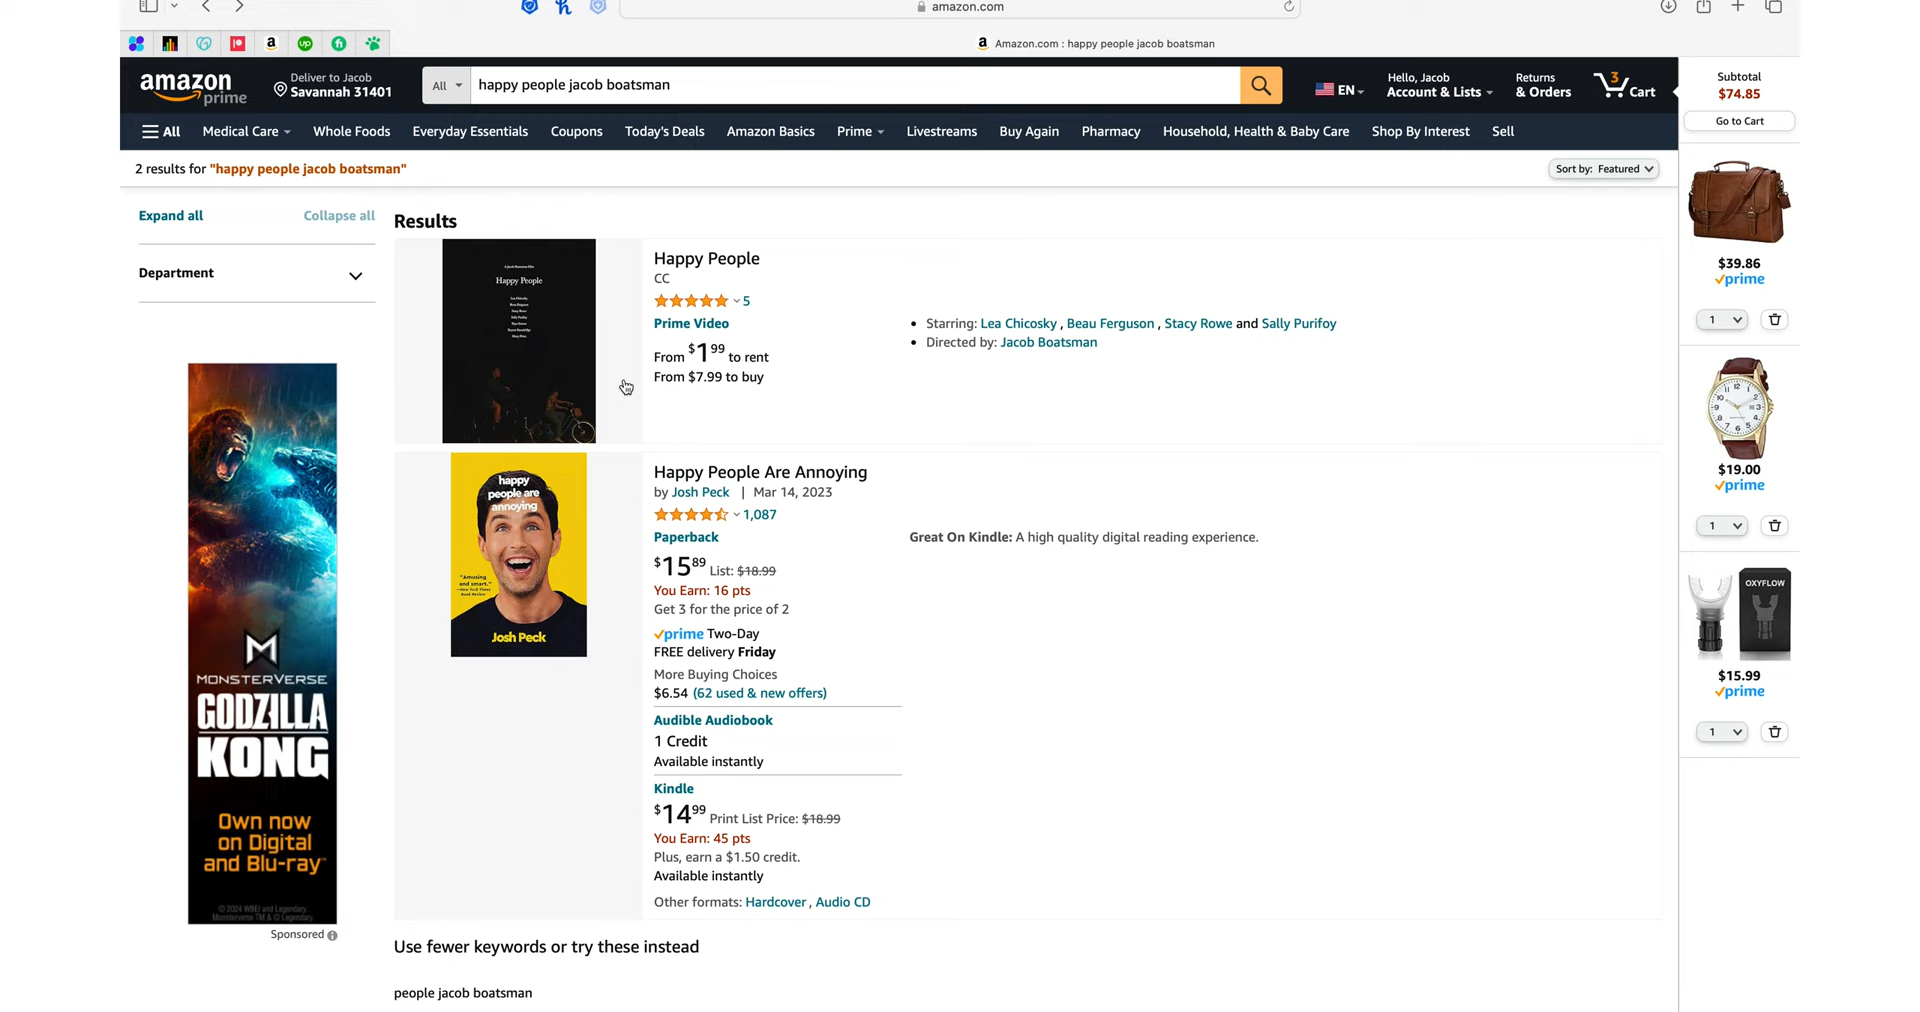 amazon.com
Amazon.com : happy people jacob boatsman
amazon prime
Deliver to Jacob
Savannah 31401
All
happy people jacob boatsman
EN
Hello, Jacob
Account & Lists
Returns
& Orders
3
Cart
Subtotal
$74.85
Go to Cart
All
Medical Care
Whole Foods
Everyday Essentials
Coupons
Today's Deals
Amazon Basics
Prime
Livestreams
Buy Again
Pharmacy
Household, Health & Baby Care
Shop By Interest
Sell
2 results for "happy people jacob boatsman"
Sort by: Featured
Expand all
Collapse all
Department
Results
Happy People
Happy People
CC
5
Prime Video
From $1.99 to rent
From $7.99 to buy
Starring: Lea Chicosky , Beau Ferguson , Stacy Rowe and Sally Purifoy
Directed by: Jacob Boatsman
happy
people are
annoying
"Amusing
and smart."
Josh Peck
Happy People Are Annoying
by Josh Peck | Mar 14, 2023
1,087
Paperback
$15.89 List: $18.99
You Earn: 16 pts
Get 3 for the price of 2
prime Two-Day
FREE delivery Friday
More Buying Choices
$6.54 (62 used & new offers)
Great On Kindle: A high quality digital reading experience.
Audible Audiobook
1 Credit
Available instantly
Kindle
$14.99 Print List Price: $18.99
You Earn: 45 pts
Plus, earn a $1.50 credit.
Available instantly
Other formats: Hardcover , Audio CD
Use fewer keywords or try these instead
people jacob boatsman
MONSTERVERSE
GODZILLA
KONG
Own now
on Digital
and Blu-ray™
© 2024 WBEI and Legendary.
Monsterverse TM & © Legendary.
Sponsored
$39.86
prime
1
$19.00
prime
1
OXYFLOW
$15.99
prime
1